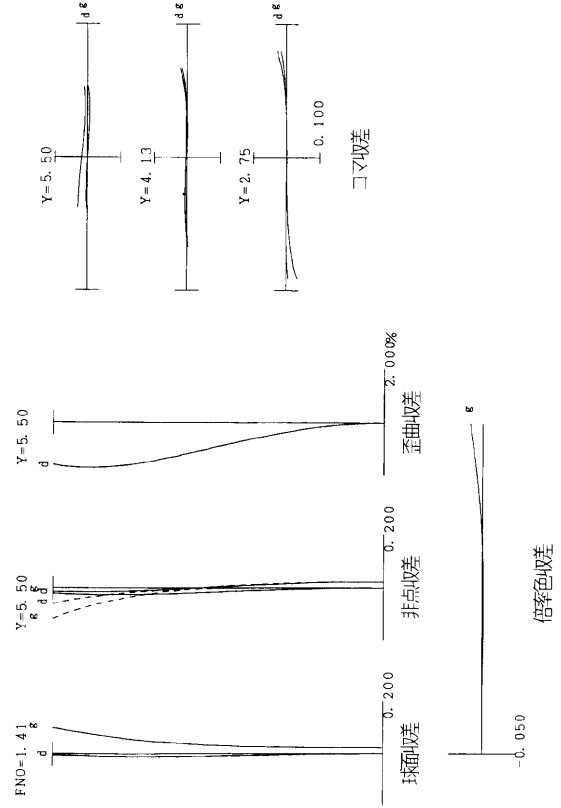 FNO=1.41
d g
0.200
球面収差
Y=5.50
g d d g
0.200
非点収差
Y=5.50
d
2.000%
歪曲収差
Y=5.50
d g
Y=4.13
Y=2.75
d g
0.100
コマ収差
-0.050
g
倍率色収差